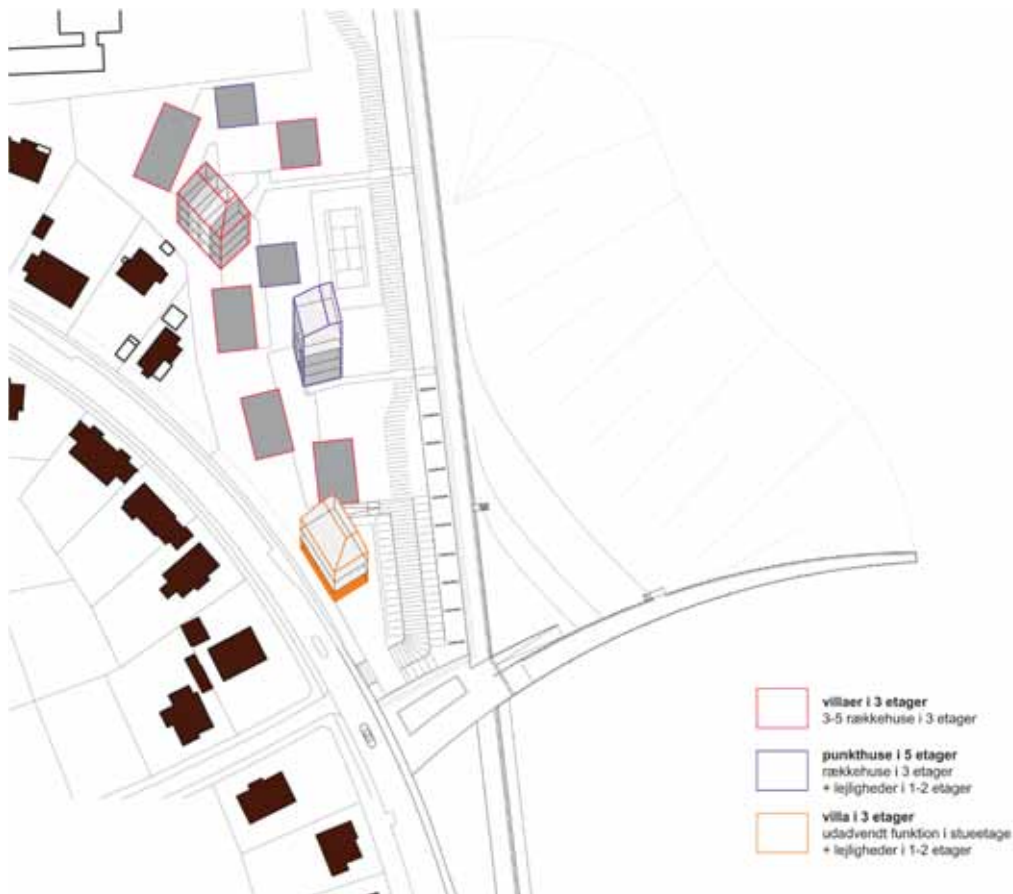 villaer i 3 etager
3-5 rækkehuse i 3 etager
punkthuse i 5 etager
rækkehuse i 3 etager
+ lejligheder i 1-2 etager
villa i 3 etager
udadvendt funktion i stueetage
+ lejligheder i 1-2 etager